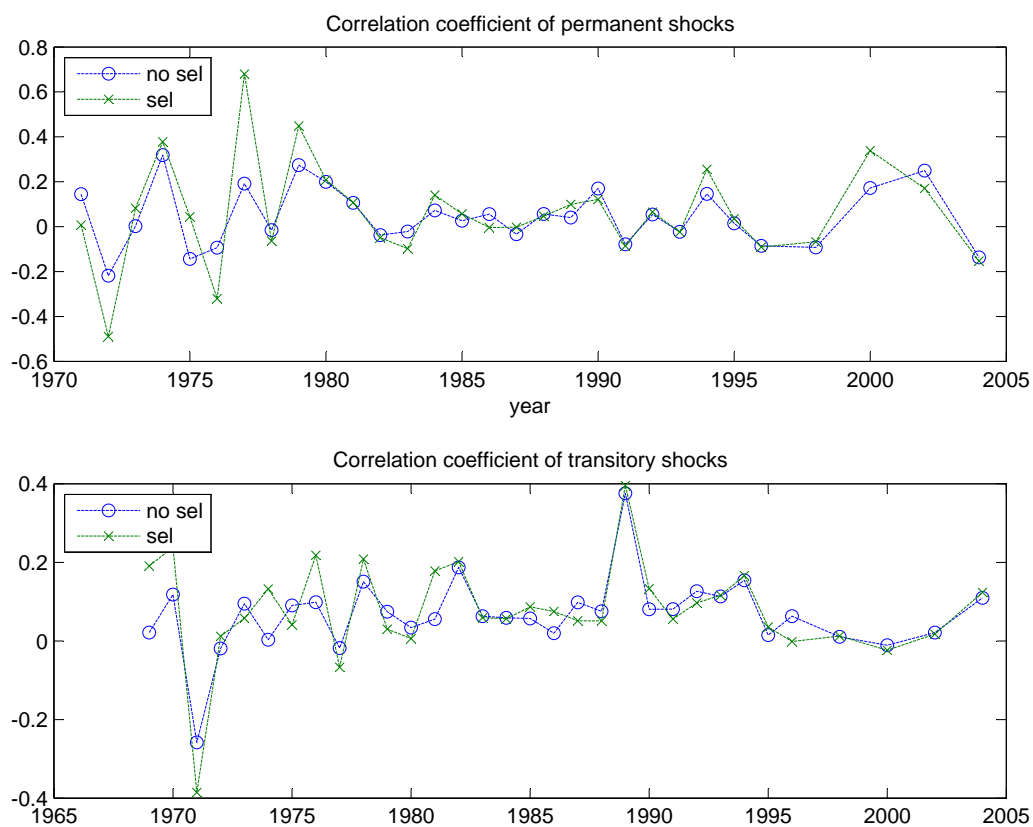 Correlation coefficient of permanent shocks
0.8
0.6
0.4
0.2
0
-0.2
-0.4
-0.6
no sel
sel
1970 1975 1980 1985 1990 1995 2000 2005
year
Correlation coefficient of transitory shocks
0.4
0.2
0
-0.2
-0.4
no sel
sel
1965 1970 1975 1980 1985 1990 1995 2000 2005